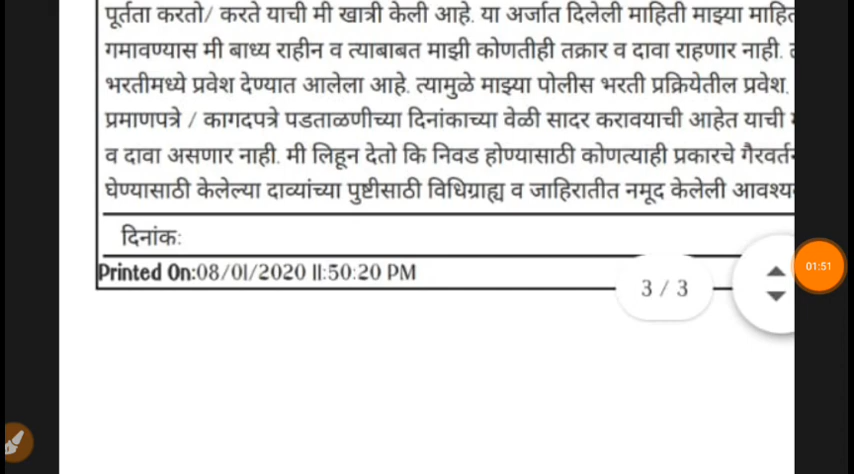 पूर्तता करतो/ करते याची मी खात्री केली आहे. या अर्जात दिलेली माहिती माझ्या
गमावण्यास मी बाध्य राहीन व त्याबाबत माझी कोणतीही तक्रार व दावा राहणार नाही.
भरतीमध्ये प्रवेश देण्यात आलेला आहे. त्यामुळे माझ्या पोलीस भरती प्रक्रियेतील प्रवेश.
प्रमाणपत्रे / कागदपत्रे पडताळणीच्या दिनांकाच्या वेळी सादर करावयाची आहेत याची
व दावा असणार नाही. मी लिहून देतो कि निवड होण्यासाठी कोणत्याही प्रकारचे
घेण्यासाठी केलेल्या दाव्यांच्या पुष्टीसाठी विधिग्राह्य व जाहिरातीत नमूद केलेली
दिनांक:
Printed On:08/01/2020 11:50:20 PM
3 / 3
01:51